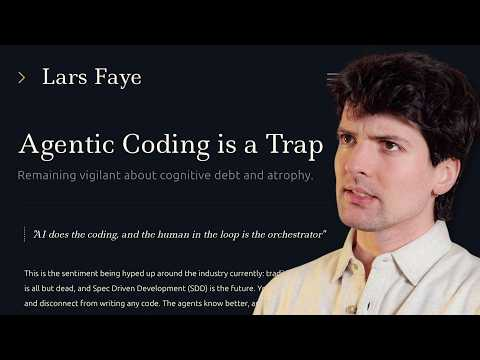 Lars Faye
Agentic Coding is a Trap
Remaining vigilant about cognitive debt and atrophy.
"AI does the coding, and the human in the loop is the orchestrator"
This is the sentiment being hyped up around the industry currently:
is all but dead, and Spec Driven Development (SDD) is the future.
and disconnect from writing any code. The agents know better,